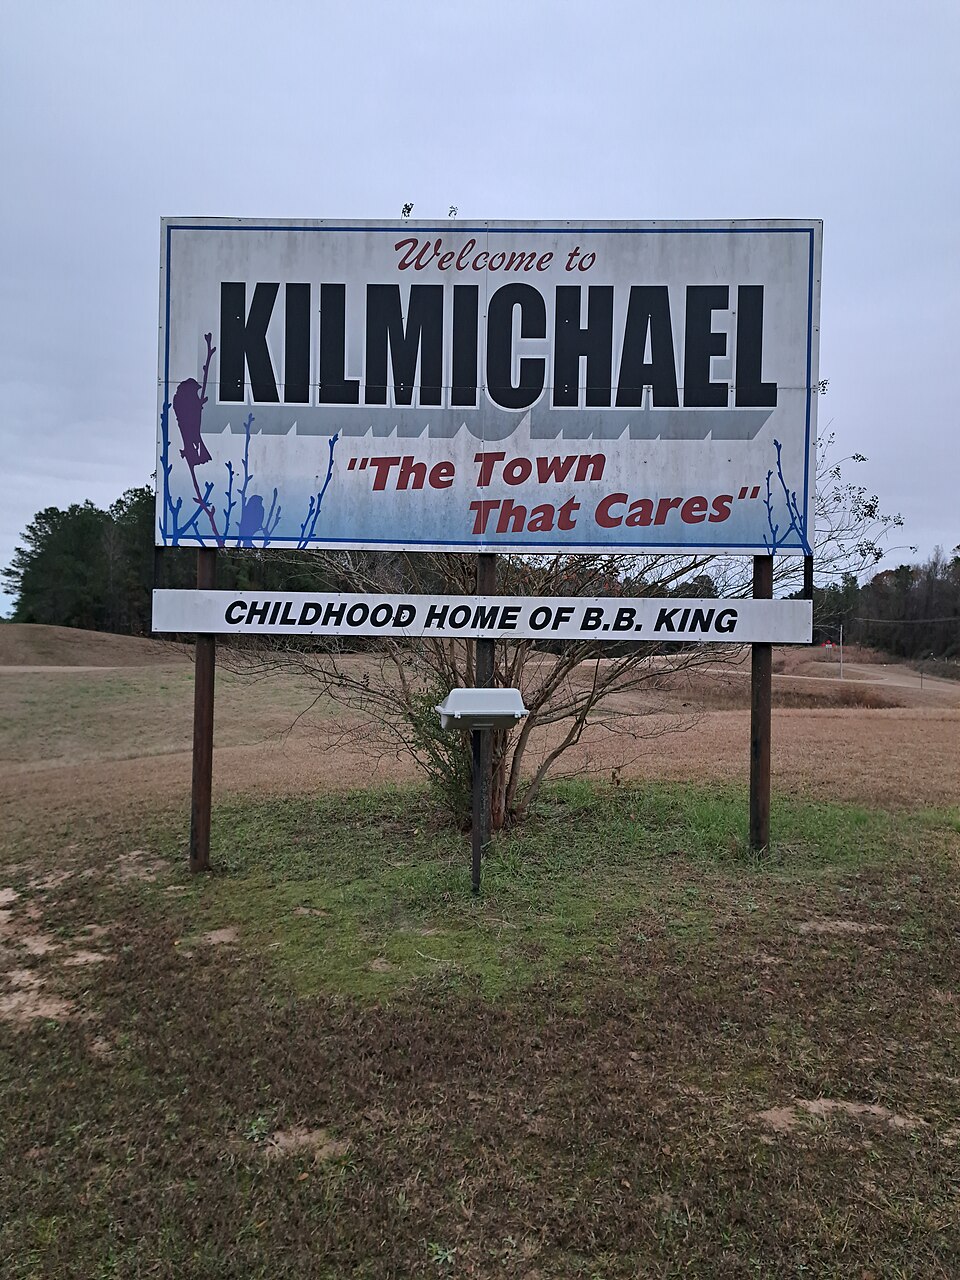 Welcome to
KILMICHAEL
"The Town
That Cares"
CHILDHOOD HOME OF B.B. KING